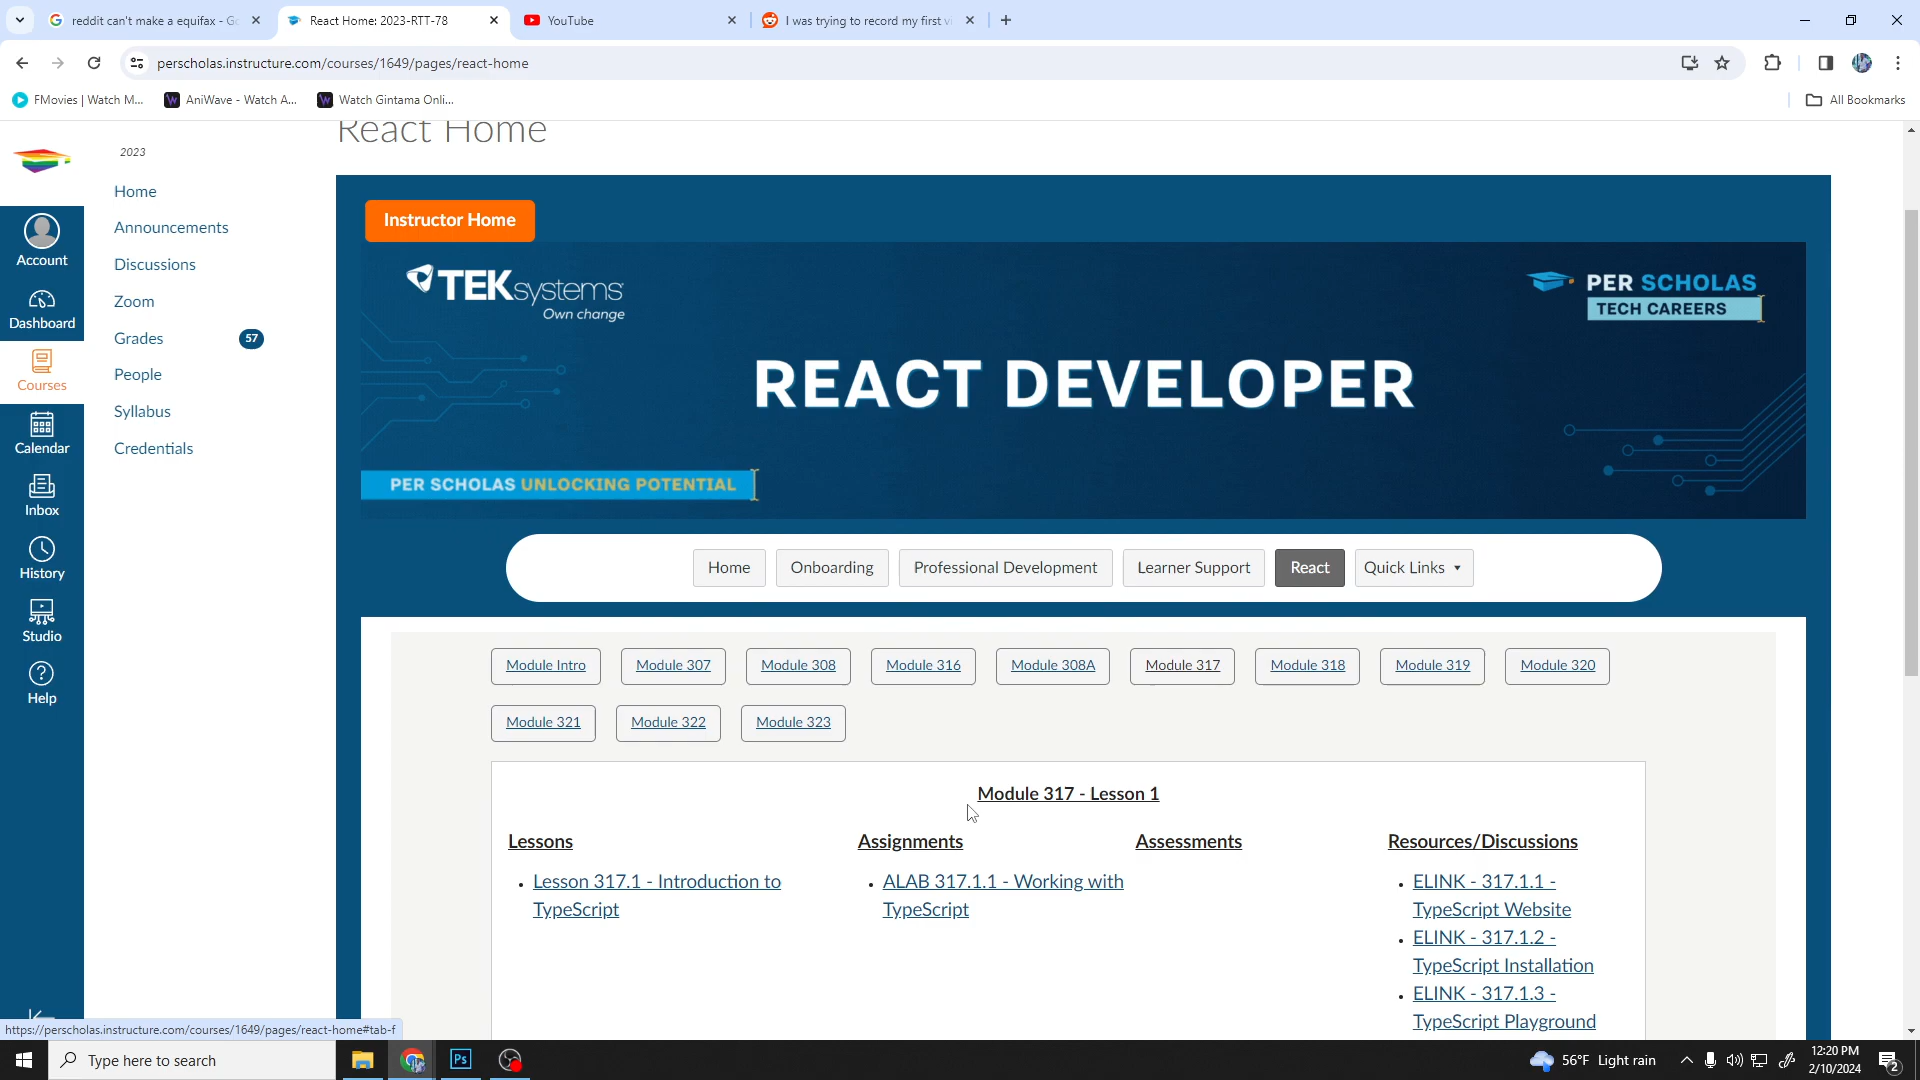 reddit can't make a equifax - Go
React Home: 2023-RTT-78
YouTube
I was trying to record my first v
perscholas.instructure.com/courses/1649/pages/react-home
FMovies | Watch M...
AniWave - Watch A...
Watch Gintama Onli...
All Bookmarks
React Home
2023
Home
Announcements
Discussions
Zoom
Grades
57
People
Syllabus
Credentials
Account
Dashboard
Courses
Calendar
Inbox
History
Studio
Help
Instructor Home
TEKsystems
Own change
PER SCHOLAS
TECH CAREERS
REACT DEVELOPER
PER SCHOLAS UNLOCKING POTENTIAL
Home
Onboarding
Professional Development
Learner Support
React
Quick Links
Module Intro
Module 307
Module 308
Module 316
Module 308A
Module 317
Module 318
Module 319
Module 320
Module 321
Module 322
Module 323
Module 317 - Lesson 1
Lessons
Lesson 317.1 - Introduction to
TypeScript
Assignments
ALAB 317.1.1 - Working with
TypeScript
Assessments
Resources/Discussions
ELINK - 317.1.1 -
TypeScript Website
ELINK - 317.1.2 -
TypeScript Installation
ELINK - 317.1.3 -
TypeScript Playground
https://perscholas.instructure.com/courses/1649/pages/react-home#tab-f
Type here to search
Ps
56°F Light rain
12:20 PM
2/10/2024
2